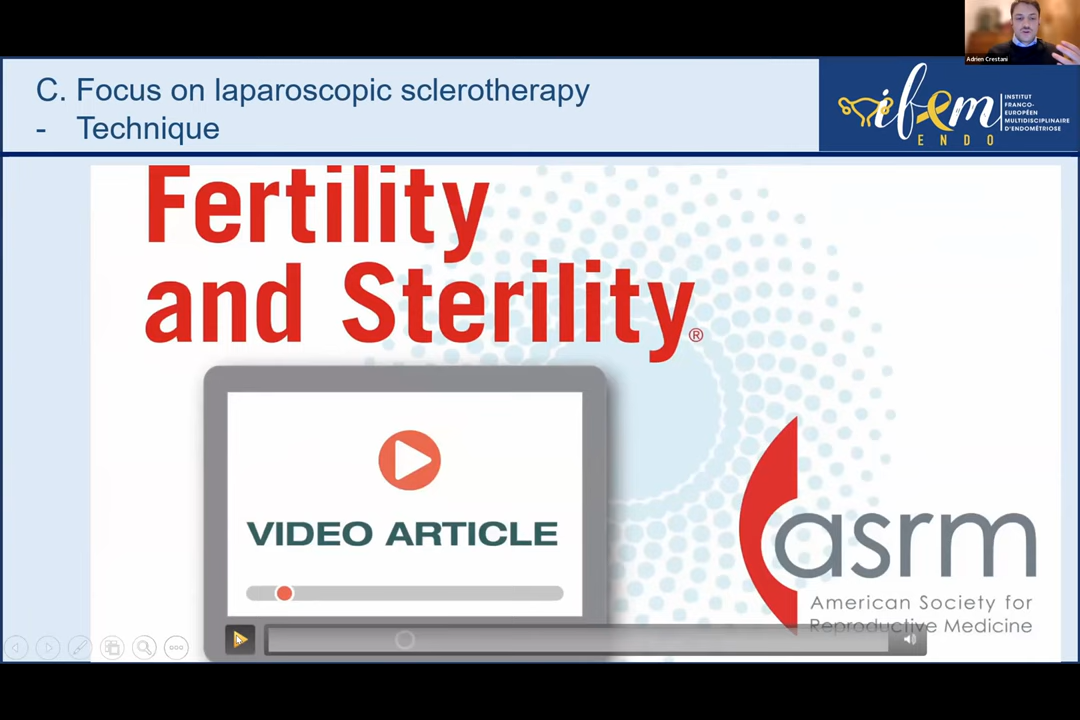 Adrien Crestani
C. Focus on laparoscopic sclerotherapy
- Technique
ifem
ENDO
INSTITUT
FRANCO-
EUROPÉEN
MULTIDISCIPLINAIRE
D'ENDOMÉTRIOSE
Fertility
and Sterility®
VIDEO ARTICLE
asrm
American Society for
Reproductive Medicine